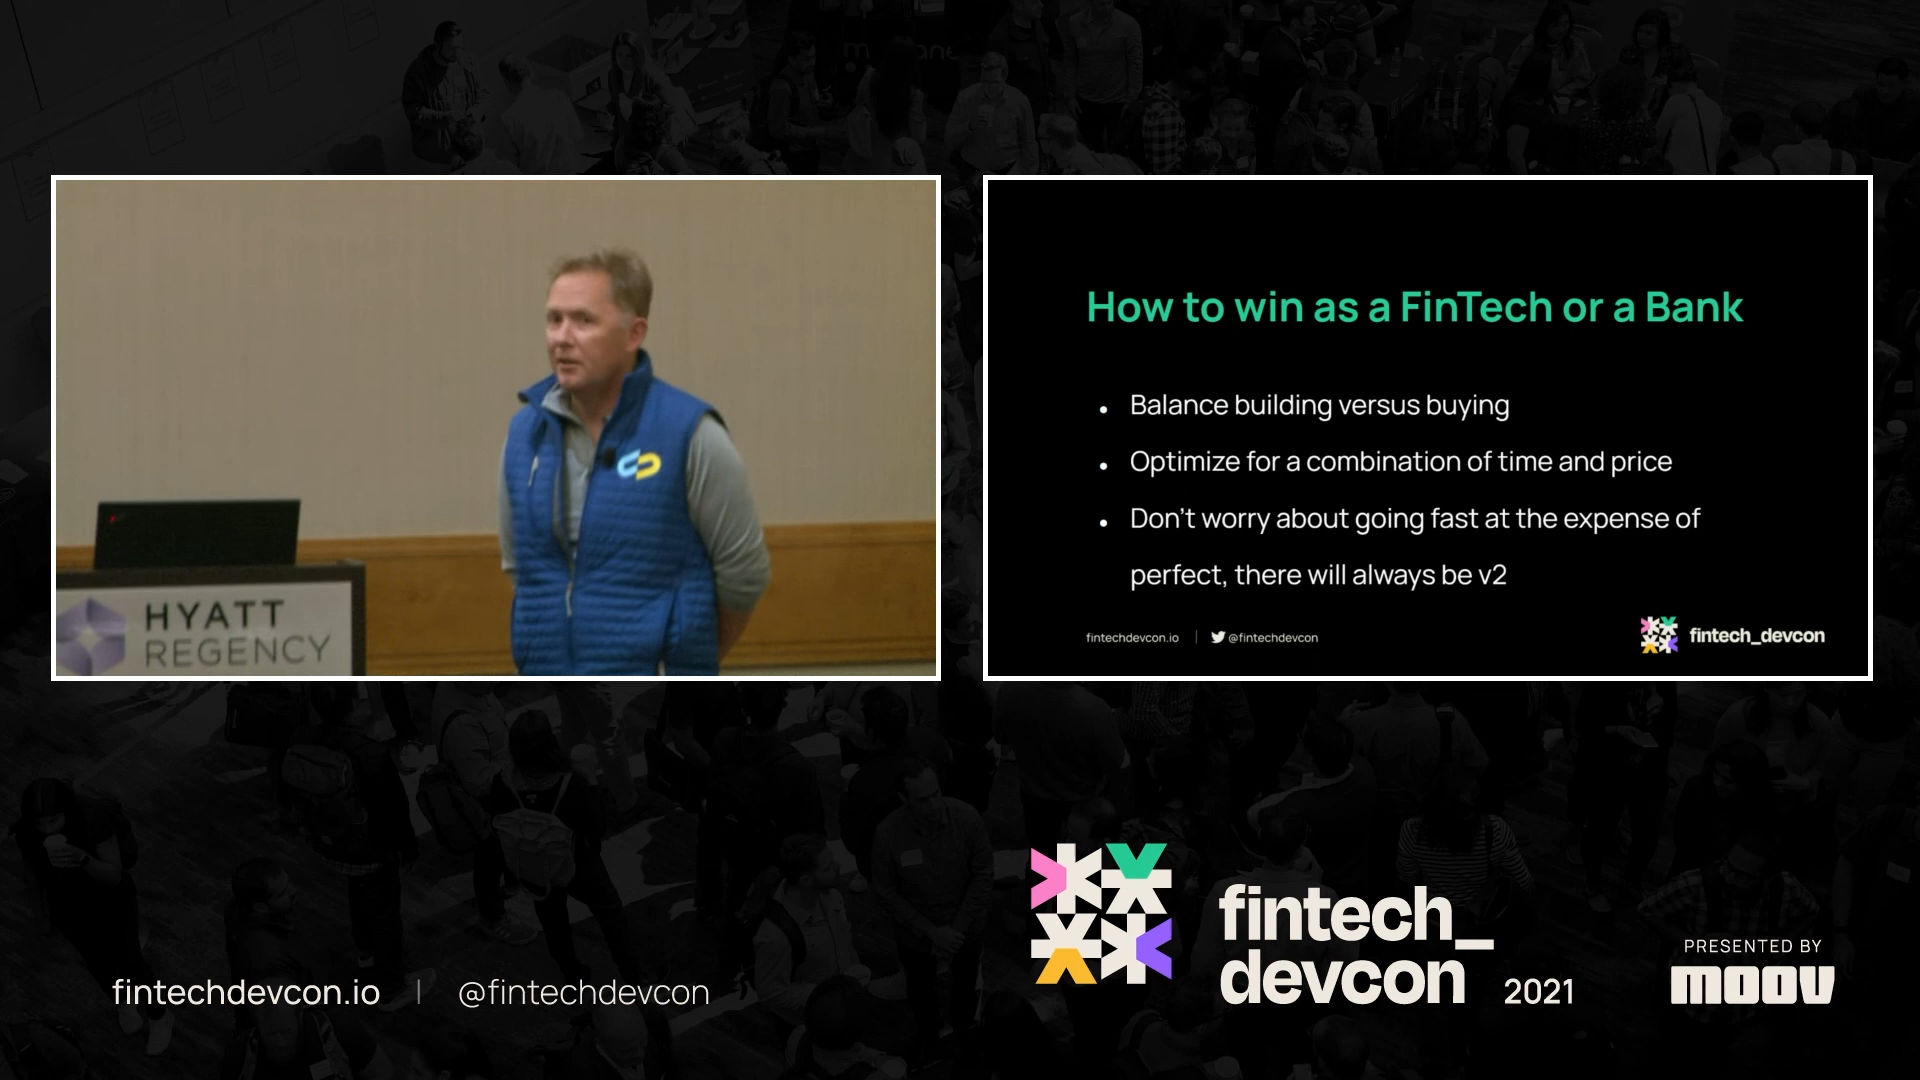 HYATT
REGENCY
How to win as a FinTech or a Bank
• Balance building versus buying
• Optimize for a combination of time and price
• Don't worry about going fast at the expense of
perfect, there will always be v2
fintechdevcon.io | @fintechdevcon
fintech_devcon
fintechdevcon.io | @fintechdevcon
fintech_
devcon 2021
PRESENTED BY
moov